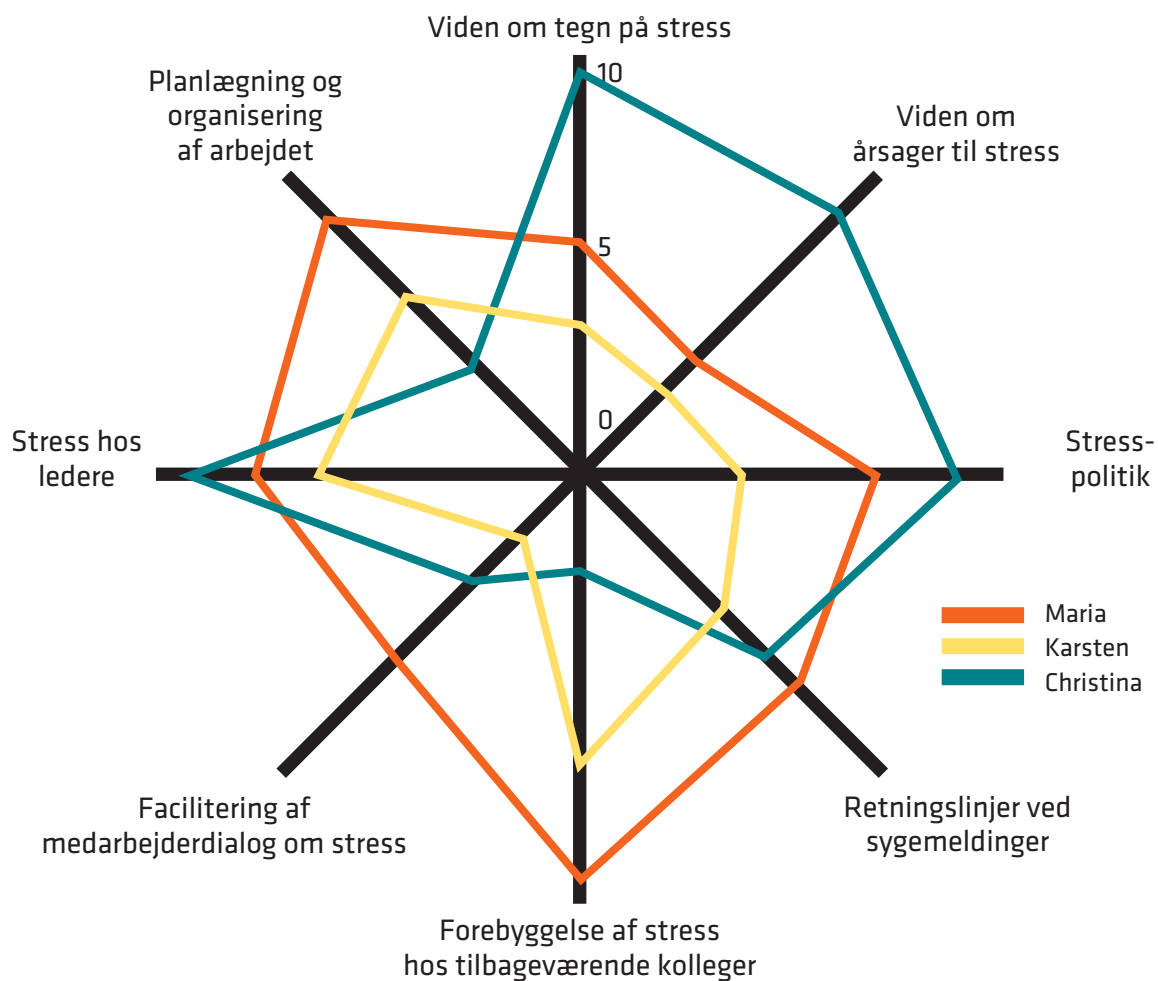 Viden om tegn på stress
10
Planlægning og
organisering
af arbejdet
Viden om
årsager til stress
5
0
Stress hos
ledere
Stress-
politik
Maria
Karsten
Christina
Facilitering af
medarbejderdialog om stress
Retningslinjer ved
sygemeldinger
Forebyggelse af stress
hos tilbageværende kolleger